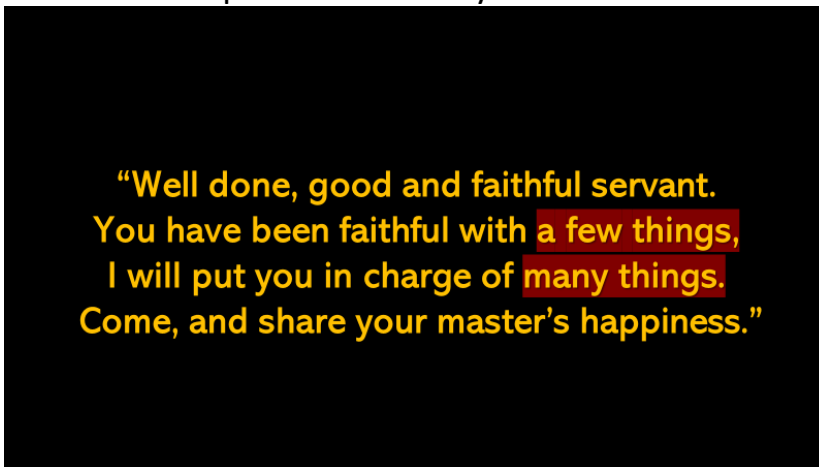 “Well done, good and faithful servant.
You have been faithful with a few things,
I will put you in charge of many things.
Come, and share your master’s happiness.”